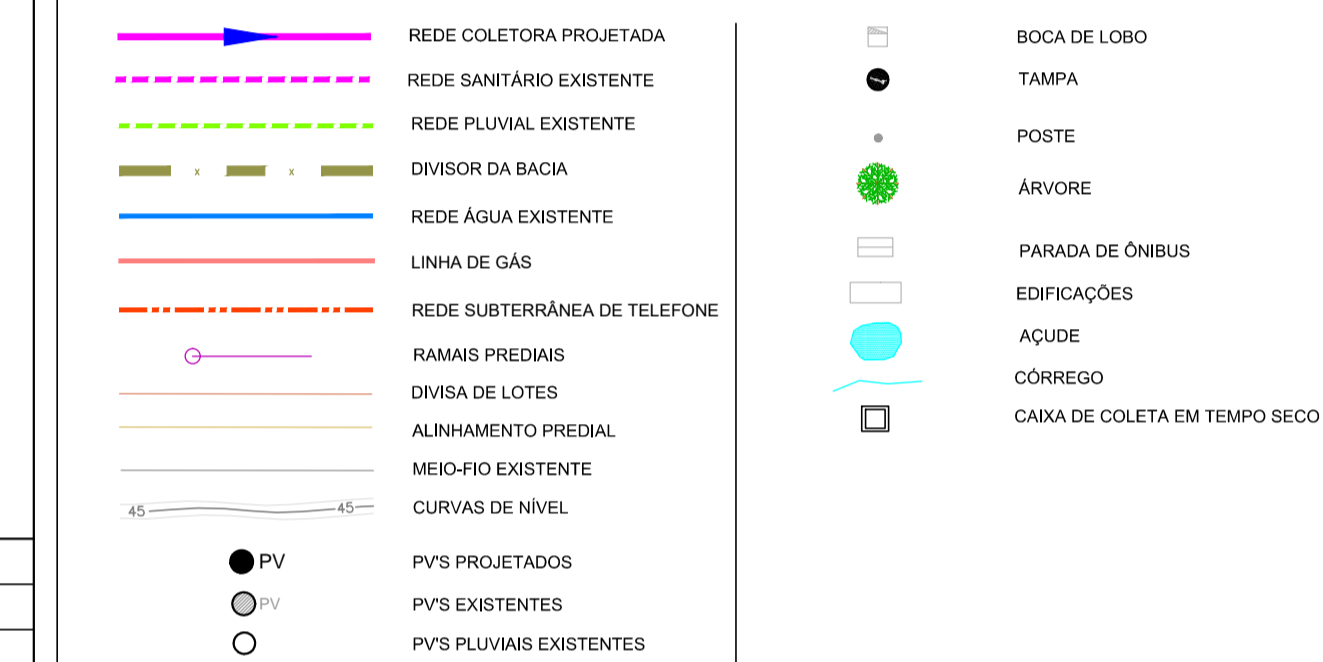 REDE COLETORA PROJETADA
REDE SANITÁRIO EXISTENTE
REDE PLUVIAL EXISTENTE
x x DIVISOR DA BACIA
REDE ÁGUA EXISTENTE
LINHA DE GÁS
REDE SUBTERRÂNEA DE TELEFONE
RAMAIS PREDIAIS
DIVISA DE LOTES
ALINHAMENTO PREDIAL
MEIO-FIO EXISTENTE
45 45 CURVAS DE NÍVEL
PV PV'S PROJETADOS
PV PV'S EXISTENTES
PV'S PLUVIAIS EXISTENTES
BOCA DE LOBO
TAMPA
POSTE
ÁRVORE
PARADA DE ÔNIBUS
EDIFICAÇÕES
AÇUDE
CÓRREGO
CAIXA DE COLETA EM TEMPO SECO